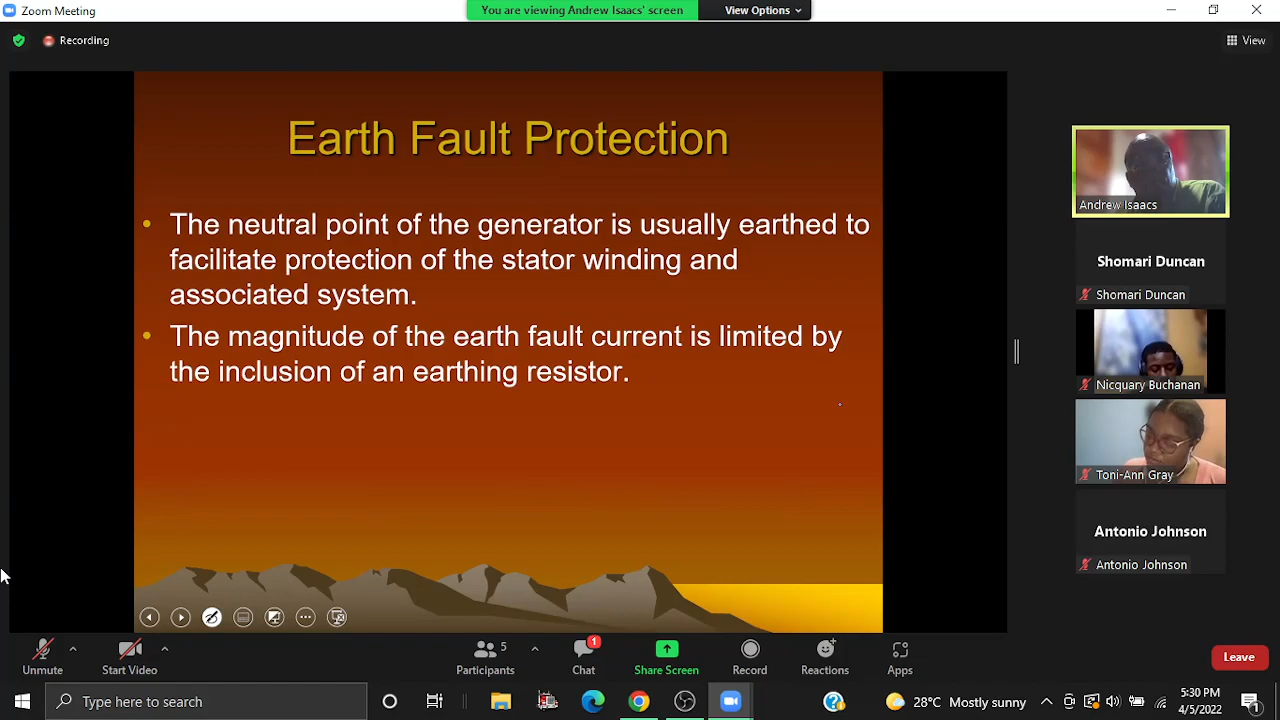 Zoom Meeting
You are viewing Andrew Isaacs' screen
View Options
Recording
View
Earth Fault Protection
• The neutral point of the generator is usually earthed to
facilitate protection of the stator winding and
associated system.
• The magnitude of the earth fault current is limited by
the inclusion of an earthing resistor.
Andrew Isaacs
Shomari Duncan
Shomari Duncan
Nicquary Buchanan
Toni-Ann Gray
Antonio Johnson
Antonio Johnson
Unmute
Start Video
Participants 5
Chat 1
Share Screen
Record
Reactions
Apps
Leave
Type here to search
28°C Mostly sunny
5:30 PM
4/5/2022
1